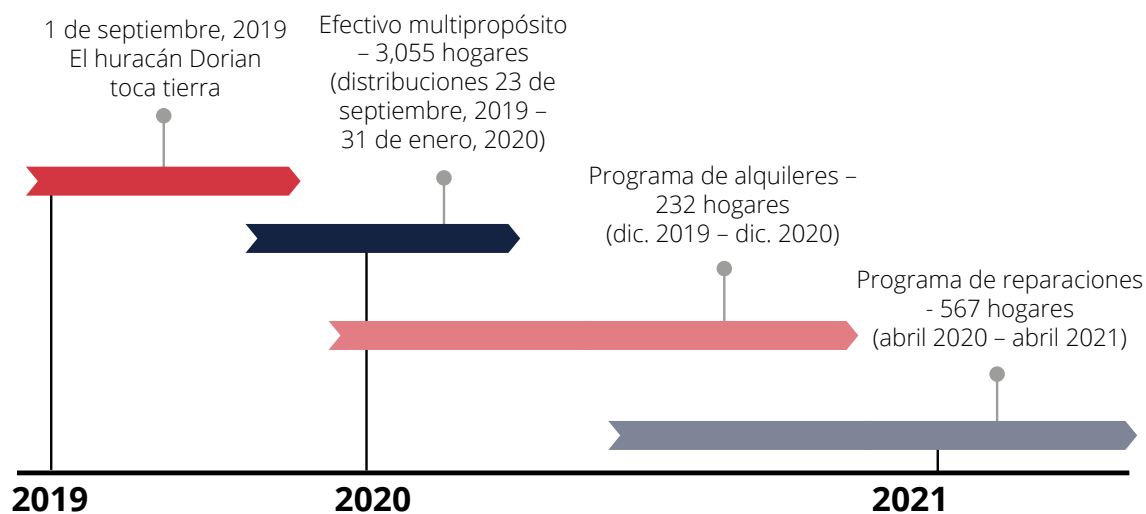 1 de septiembre, 2019
El huracán Dorian
toca tierra
Efectivo multipropósito
– 3,055 hogares
(distribuciones 23 de
septiembre, 2019 –
31 de enero, 2020)
Programa de alquileres –
232 hogares
(dic. 2019 – dic. 2020)
Programa de reparaciones
- 567 hogares
(abril 2020 – abril 2021)
2019
2020
2021